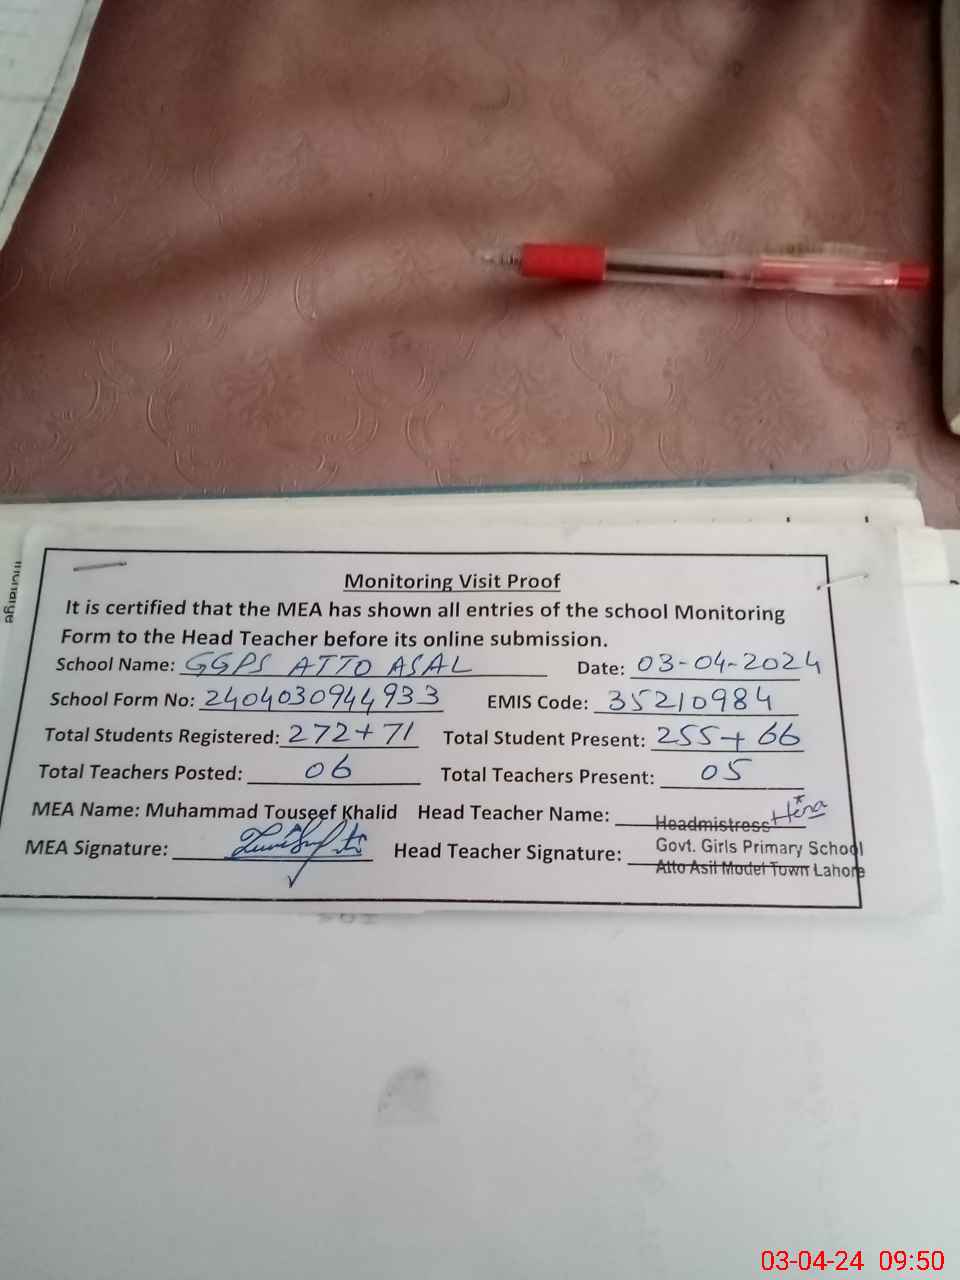 Monitoring Visit Proof
It is certified that the MEA has shown all entries of the school Monitoring
Form to the Head Teacher before its online submission.
School Name: GGPS ATTO ASAL Date: 03-04-2024
School Form No: 2404030944933 EMIS Code: 35210984
Total Students Registered: 272+71 Total Student Present: 255+66
Total Teachers Posted: 06 Total Teachers Present: 05
MEA Name: Muhammad Touseef Khalid Head Teacher Name: Hina
Headmistress
MEA Signature: Head Teacher Signature: Govt. Girls Primary School
Atto Asil Model Town Lahore
03-04-24 09:50